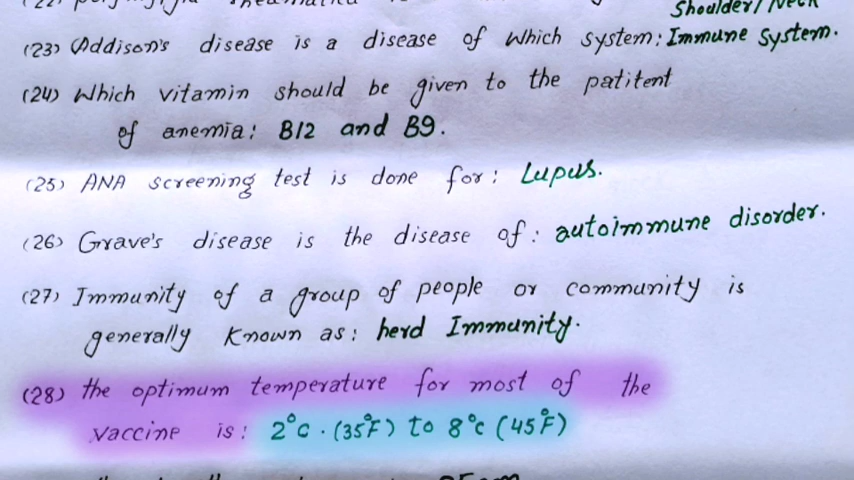 Shoulder/Neck
(23) Addison's disease is a disease of which system: Immune System.
(24) Which vitamin should be given to the patitent
of anemia: B12 and B9.
(25) ANA screening test is done for: Lupus.
(26) Grave's disease is the disease of: autoimmune disorder.
(27) Immunity of a group of people or community is
generally Known as: herd Immunity.
(28) the optimum temperature for most of the
vaccine is: 2°C. (35°F) to 8°C (45°F)